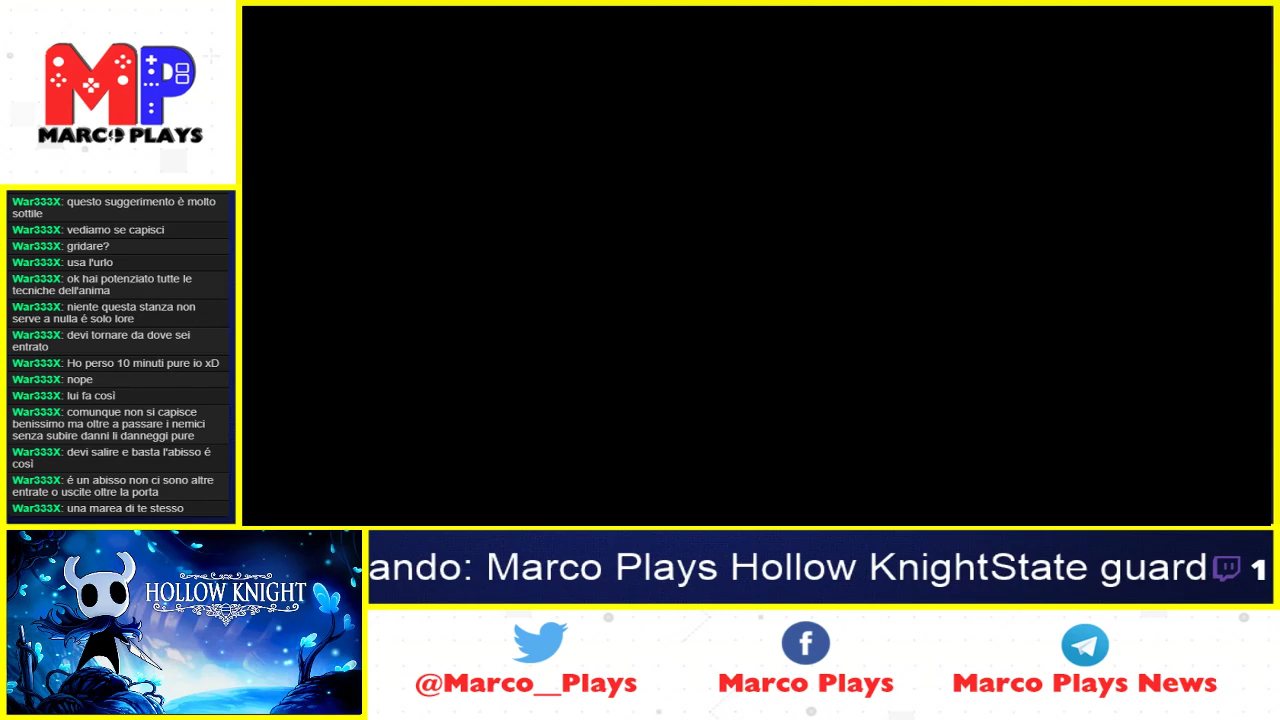 MP
MARCO PLAYS
War333X: questo suggerimento è molto
sottile
War333X: vediamo se capisci
War333X: gridare?
War333X: usa l'urlo
War333X: ok hai potenziato tutte le
tecniche dell'anima
War333X: niente questa stanza non
serve a nulla é solo lore
War333X: devi tornare da dove sei
entrato
War333X: Ho perso 10 minuti pure io xD
War333X: nope
War333X: lui fa così
War333X: comunque non si capisce
benissimo ma oltre a passare i nemici
senza subire danni li danneggi pure
War333X: devi salire e basta l'abisso é
così
War333X: é un abisso non ci sono altre
entrate o uscite oltre la porta
War333X: una marea di te stesso
HOLLOW KNIGHT
ando: Marco Plays Hollow KnightState guard 1
@Marco__Plays
Marco Plays
Marco Plays News